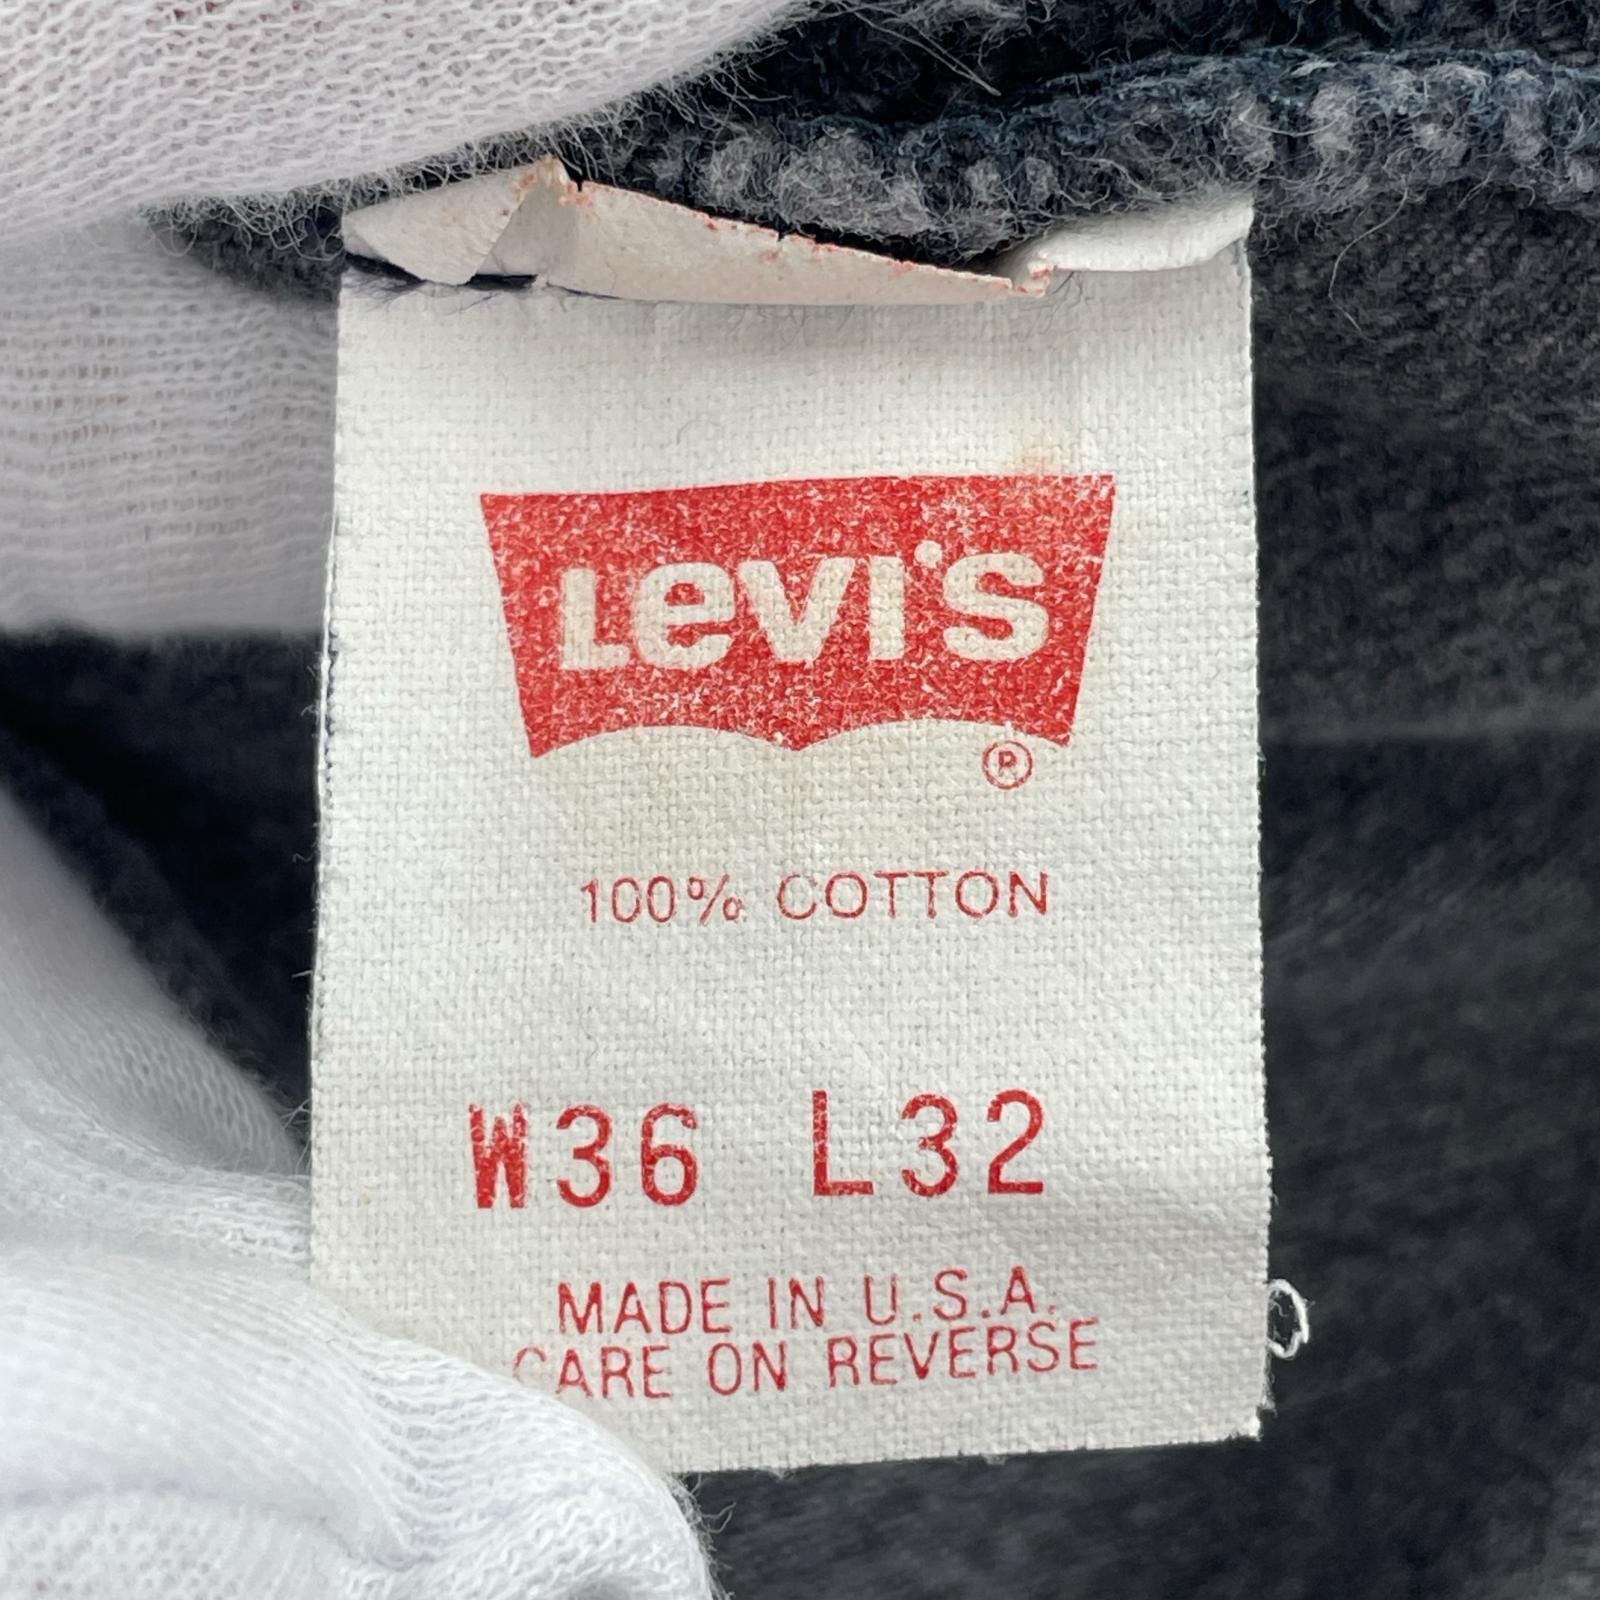 Levi's
®
100% COTTON
W36 L32
MADE IN U.S.A.
CARE ON REVERSE